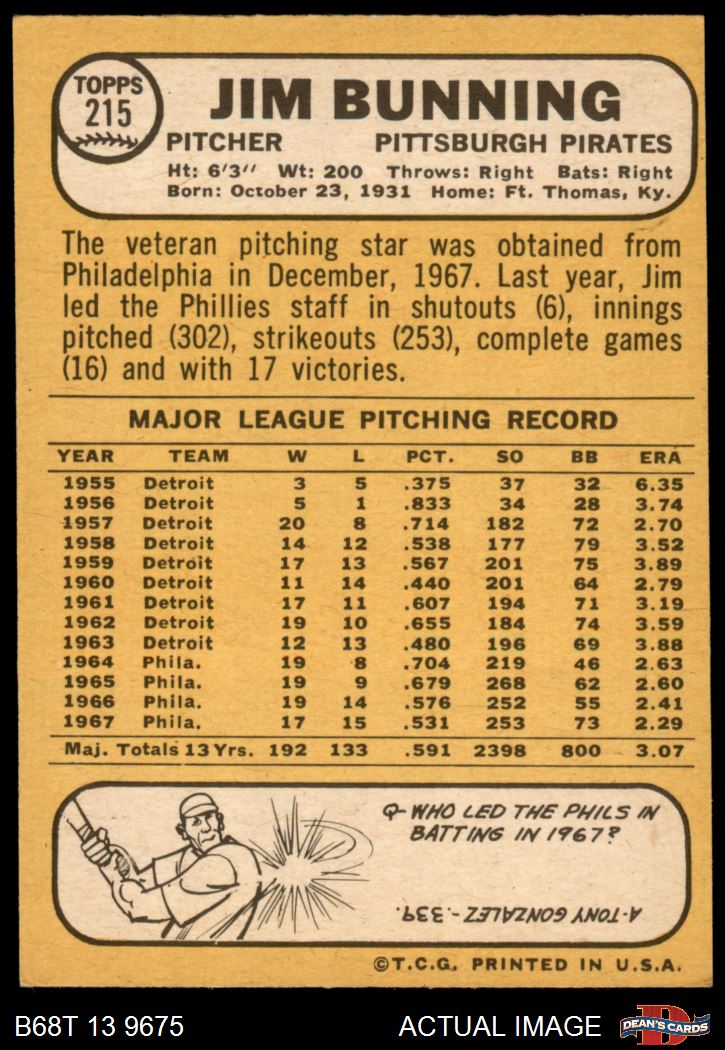 TOPPS
215
JIM BUNNING
PITCHER PITTSBURGH PIRATES
Ht: 6'3" Wt: 200 Throws: Right Bats: Right
Born: October 23, 1931 Home: Ft. Thomas, Ky.
The veteran pitching star was obtained from
Philadelphia in December, 1967. Last year, Jim
led the Phillies staff in shutouts (6), innings
pitched (302), strikeouts (253), complete games
(16) and with 17 victories.
MAJOR LEAGUE PITCHING RECORD
YEAR TEAM W L PCT. SO BB ERA
1955 Detroit 3 5 .375 37 32 6.35
1956 Detroit 5 1 .833 34 28 3.74
1957 Detroit 20 8 .714 182 72 2.70
1958 Detroit 14 12 .538 177 79 3.52
1959 Detroit 17 13 .567 201 75 3.89
1960 Detroit 11 14 .440 201 64 2.79
1961 Detroit 17 11 .607 194 71 3.19
1962 Detroit 19 10 .655 184 74 3.59
1963 Detroit 12 13 .480 196 69 3.88
1964 Phila. 19 8 .704 219 46 2.63
1965 Phila. 19 9 .679 268 62 2.60
1966 Phila. 19 14 .576 252 55 2.41
1967 Phila. 17 15 .531 253 73 2.29
Maj. Totals 13 Yrs. 192 133 .591 2398 800 3.07
Q-WHO LED THE PHILS IN
BATTING IN 1967?
A-TONY GONZALEZ-.339.
©T.C.G. PRINTED IN U.S.A.
B68T 13 9675 ACTUAL IMAGE
D
DEAN'S CARDS